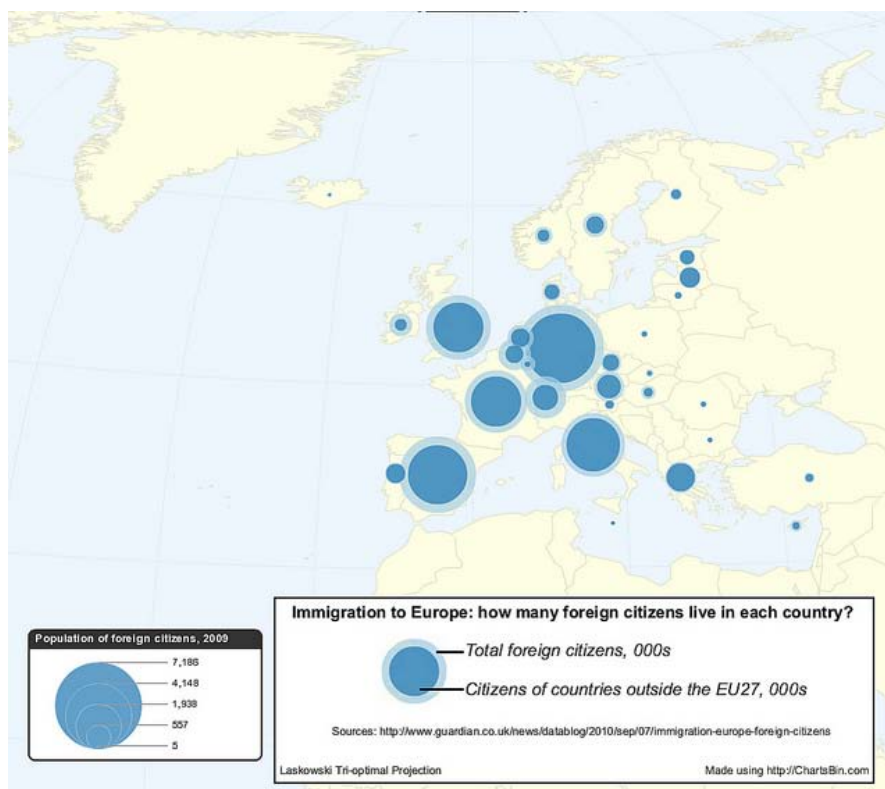 Immigration to Europe: how many foreign citizens live in each country?
Total foreign citizens, 000s
Citizens of countries outside the EU27, 000s
Sources: http://www.guardian.co.uk/news/datablog/2010/sep/07/immigration-europe-foreign-citizens
Laskowski Tri-optimal Projection
Made using http://ChartsBin.com
Population of foreign citizens, 2009
7,186
4,148
1,938
557
5